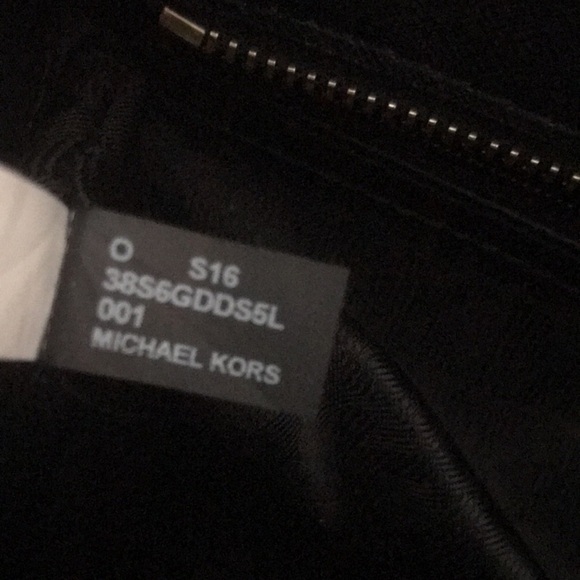 O S16
38S6GDDS5L
001
MICHAEL KORS